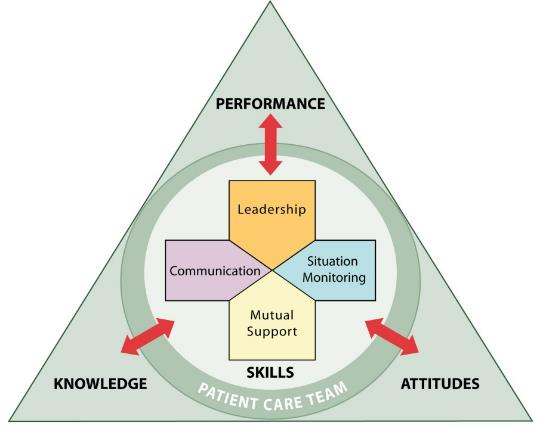 PERFORMANCE
Leadership
Communication
Situation
Monitoring
Mutual
Support
SKILLS
KNOWLEDGE
ATTITUDES
PATIENT CARE TEAM